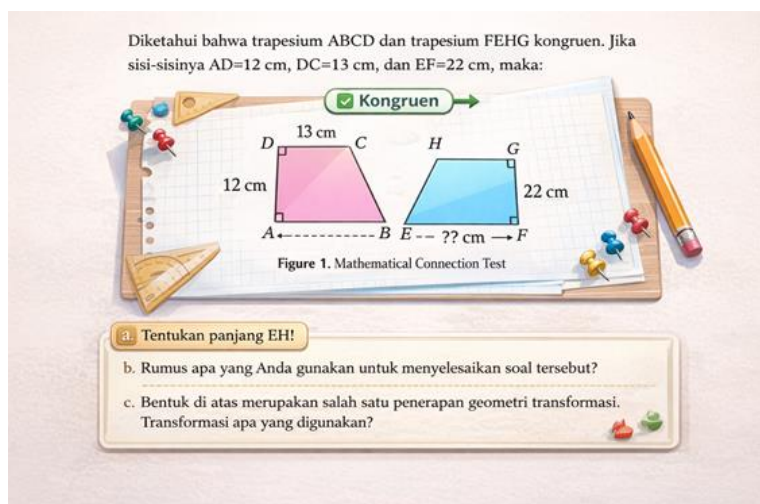 Diketahui bahwa trapesium ABCD dan trapesium FEHG kongruen. Jika
sisi-sisinya AD=12 cm, DC=13 cm, dan EF=22 cm, maka:
Kongruen
13 cm
D C H G
12 cm
22 cm
A B E -- ?? cm F
Figure 1. Mathematical Connection Test
a. Tentukan panjang EH!
b. Rumus apa yang Anda gunakan untuk menyelesaikan soal tersebut?
c. Bentuk di atas merupakan salah satu penerapan geometri transformasi.
Transformasi apa yang digunakan?